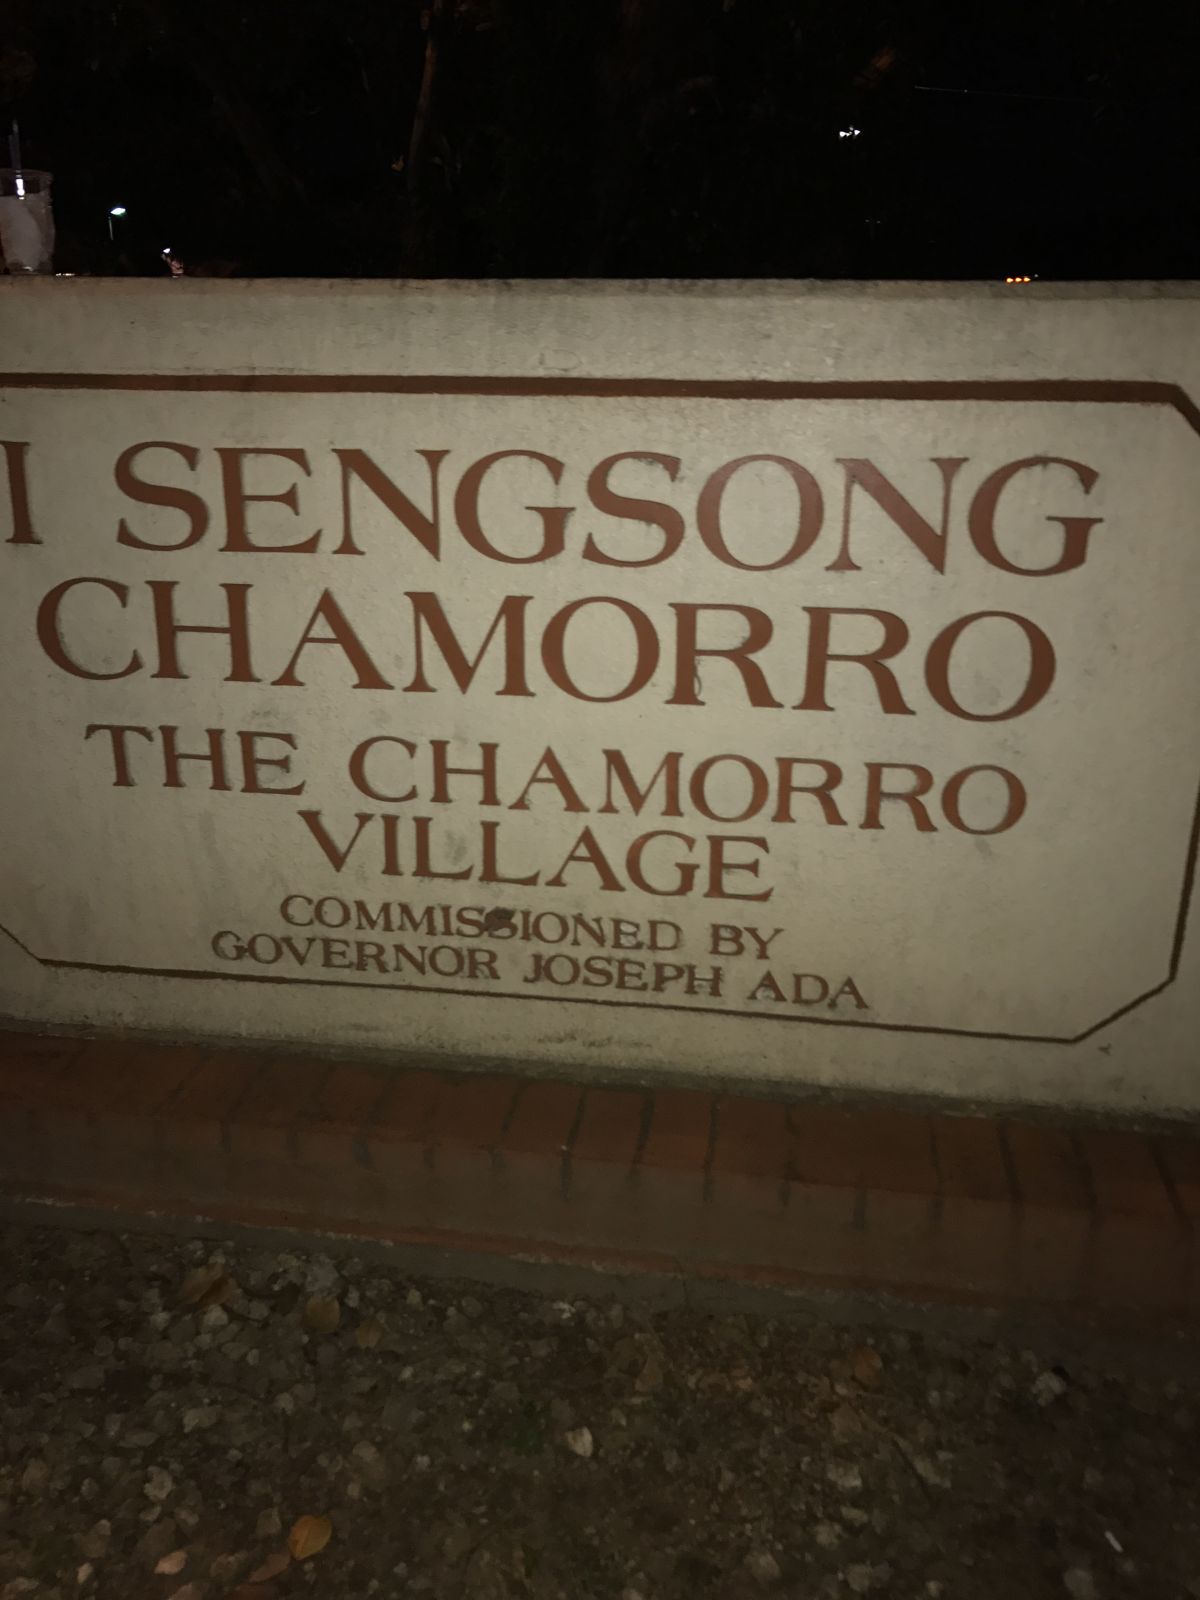 I SENGSONG
CHAMORRO
THE CHAMORRO
VILLAGE
COMMISSIONED BY
GOVERNOR JOSEPH ADA